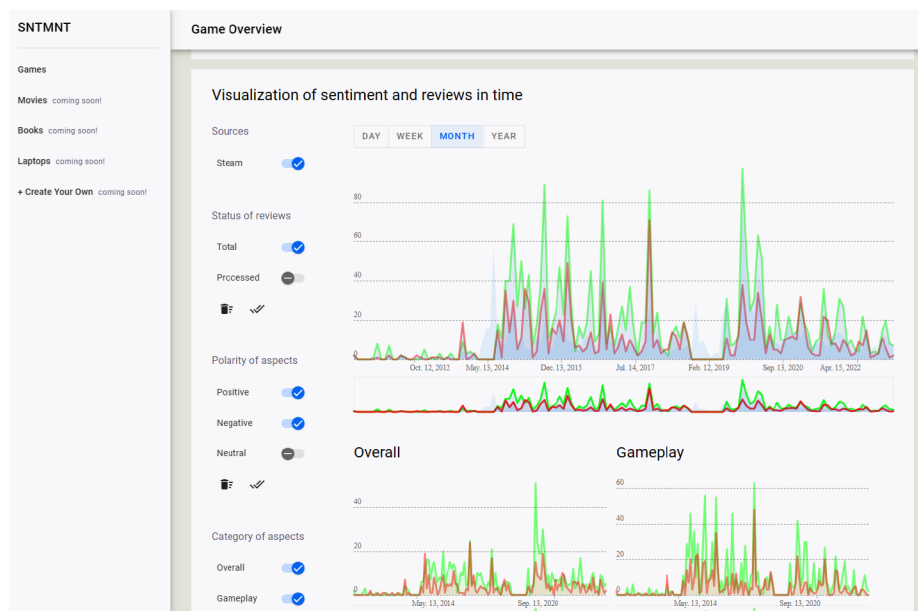 SNTMNT
Game Overview
Games
Movies coming soon!
Books coming soon!
Laptops coming soon!
+ Create Your Own coming soon!
Visualization of sentiment and reviews in time
Sources
Steam
Status of reviews
Total
Prccessed
Polarity of aspects
Positive
Negative
Neutral
Category of aspects
Overall
Gameplay
DAY WEEK MONTH YEAR
80
60
40
20
0
Oct. 12, 2012 May. 13, 2014 Dec. 13, 2015 Jul. 14, 2017 Feb. 12, 2019 Sep. 13, 2020 Apr. 15, 2022
Overall
40
20
0
May. 13, 2014 Sep. 13, 2020
Gameplay
60
40
20
0
May. 13, 2014 Sep. 13, 2020